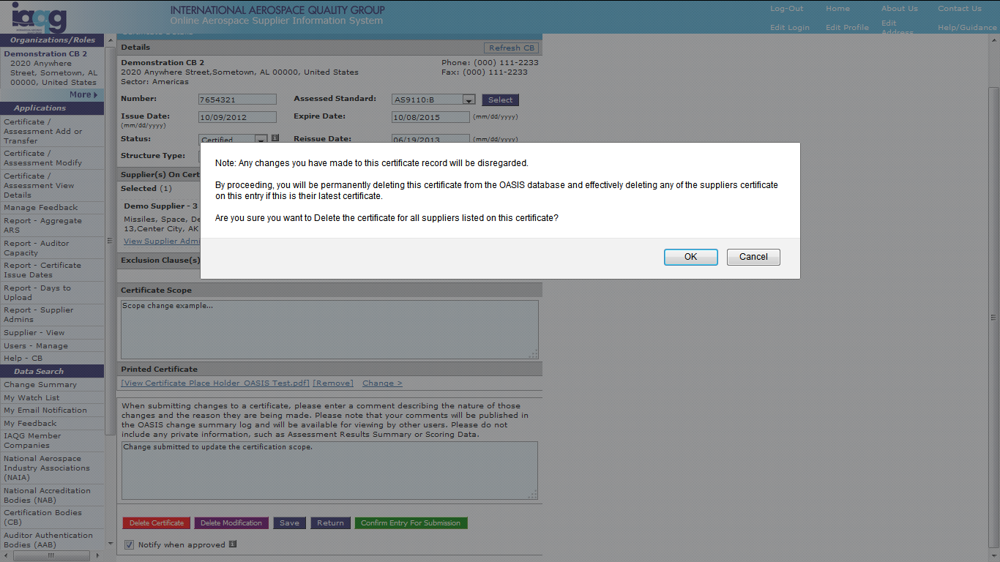 iaqg
INTERNATIONAL AEROSPACE QUALITY GROUP
Online Aerospace Supplier Information System
Log-Out
Home
About Us
Contact Us
Edit Login
Edit Profile
Edit
Address
Help/Guidance
Organizations/Roles
Demonstration CB 2
2020 Anywhere
Street, Sometown, AL
00000, United States
More
Applications
Certificate /
Assessment Add or
Transfer
Certificate /
Assessment Modify
Certificate /
Assessment View
Details
Manage Feedback
Report - Aggregate
ARS
Report - Auditor
Capacity
Report - Certificate
Issue Dates
Report - Days to
Upload
Report - Supplier
Admins
Supplier - View
Users - Manage
Help - CB
Data Search
Change Summary
My Watch List
My Email Notification
My Feedback
IAQG Member
Companies
National Aerospace
Industry Associations
(NAIA)
National Accreditation
Bodies (NAB)
Certification Bodies
(CB)
Auditor Authentication
Bodies (AAB)
Details
Refresh CB
Demonstration CB 2
2020 Anywhere Street,Sometown, AL 00000, United States
Sector: Americas
Phone: (000) 111-2233
Fax: (000) 111-2233
Number: 7654321 Assessed Standard: AS9110:B Select
Issue Date: 10/09/2012 Expire Date: 10/08/2015 (mm/dd/yyyy)
(mm/dd/yyyy)
Status: Certified Reissue Date: 06/19/2013 (mm/dd/yyyy)
Structure Type:
Supplier(s) On Cert
Selected (1)
Demo Supplier - 3
Missiles, Space, De
13,Center City, AK
View Supplier Admi
Exclusion Clause(s)
Note: Any changes you have made to this certificate record will be disregarded.
By proceeding, you will be permanently deleting this certificate from the OASIS database and effectively deleting any of the suppliers certificate
on this entry if this is their latest certificate.
Are you sure you want to Delete the certificate for all suppliers listed on this certificate?
OK
Cancel
Certificate Scope
Scope change example...
Printed Certificate
[View Certificate Place Holder_OASIS Test.pdf] [Remove] Change >
When submitting changes to a certificate, please enter a comment describing the nature of those
changes and the reason they are being made. Please note that your comments will be published in
the OASIS change summary log and will be available for viewing by other users. Please do not
include any private information, such as Assessment Results Summary or Scoring Data.
Change submitted to update the certification scope.
Delete Certificate
Delete Modification
Save
Return
Confirm Entry For Submission
Notify when approved